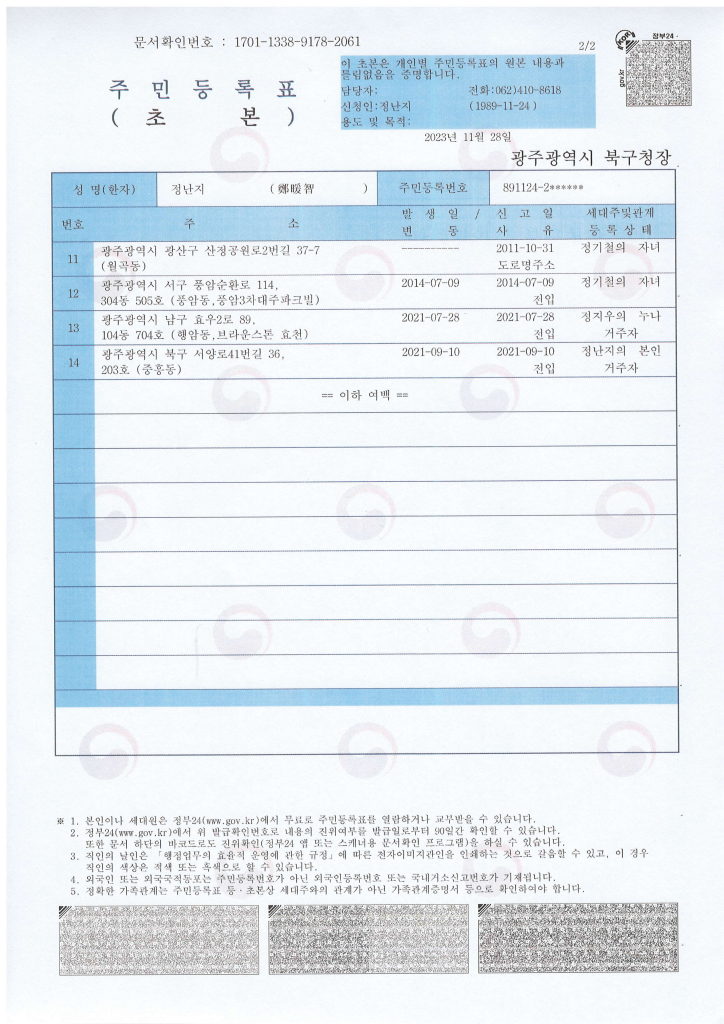 문서확인번호 : 1701-1338-9178-2061
2/2
정부24
gov.kr
주 민 등 록 표
( 초 본 )
이 초본은 개인별 주민등록표의 원본 내용과
틀림없음을 증명합니다.
담당자: 전화:062)410-8618
신청인:정난지 (1989-11-24 )
용도 및 목적:
2023년 11월 28일
광주광역시 북구청장
성 명(한자) 정난지 (鄭暖智 ) 주민등록번호 891124-2******
번호 주 소 발 생 일 / 신 고 일 세대주및관계
변 동 사 유 등 록 상 태
11 광주광역시 광산구 산정공원로2번길 37-7 ---------- 2011-10-31 정기철의 자녀
(월곡동) 도로명주소
12 광주광역시 서구 풍암순환로 114, 2014-07-09 2014-07-09 정기철의 자녀
304동 505호 (풍암동,풍암3차대주파크빌) 전입
13 광주광역시 남구 효우2로 89, 2021-07-28 2021-07-28 정지우의 누나
104동 704호 (행암동,브라운스톤 효천) 전입 거주자
14 광주광역시 북구 서양로41번길 36, 2021-09-10 2021-09-10 정난지의 본인
203호 (중흥동) 전입 거주자
== 이하 여백 ==
※ 1. 본인이나 세대원은 정부24(www.gov.kr)에서 무료로 주민등록표를 열람하거나 교부받을 수 있습니다.
2. 정부24(www.gov.kr)에서 위 발급확인번호로 내용의 진위여부를 발급일로부터 90일간 확인할 수 있습니다.
또한 문서 하단의 바코드로도 진위확인(정부24 앱 또는 스캐너용 문서확인 프로그램)을 하실 수 있습니다.
3. 직인의 날인은 「행정업무의 효율적 운영에 관한 규정」에 따른 전자이미지관인을 인쇄하는 것으로 갈음할 수 있고, 이 경우
직인의 색상은 적색 또는 흑색으로 할 수 있습니다.
4. 외국인 또는 외국국적동포는 주민등록번호가 아닌 외국인등록번호 또는 국내거소신고번호가 기재됩니다.
5. 정확한 가족관계는 주민등록표 등·초본상 세대주와의 관계가 아닌 가족관계증명서 등으로 확인하여야 합니다.